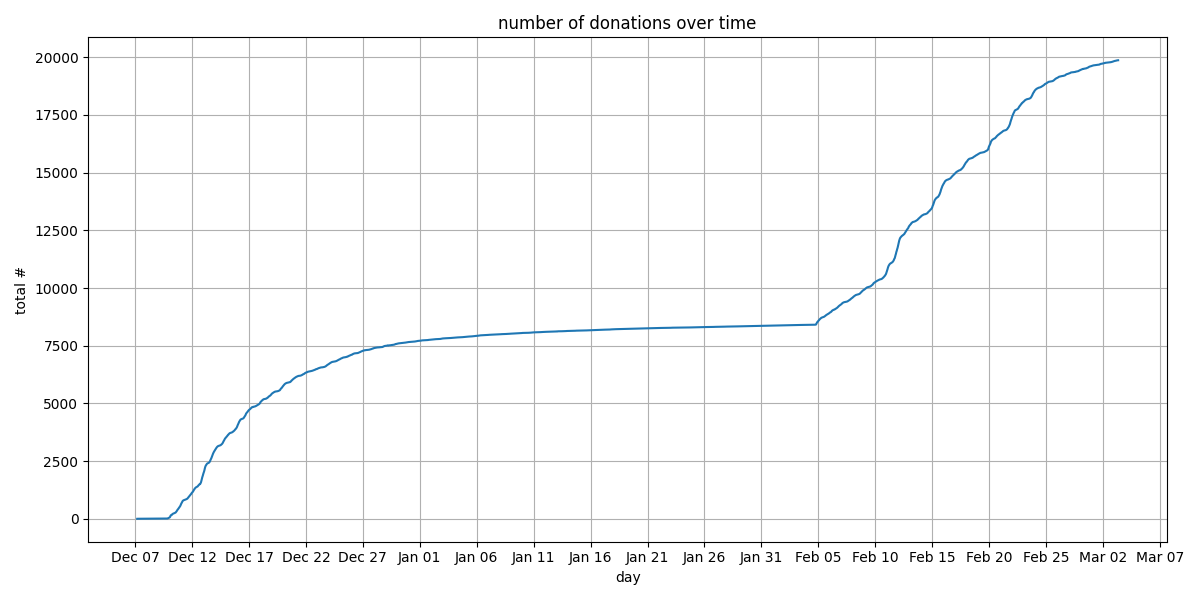 number of donations over time
20000
17500
15000
12500
10000
7500
5000
2500
0
total #
Dec 07 Dec 12 Dec 17 Dec 22 Dec 27 Jan 01 Jan 06 Jan 11 Jan 16 Jan 21 Jan 26 Jan 31 Feb 05 Feb 10 Feb 15 Feb 20 Feb 25 Mar 02 Mar 07
day